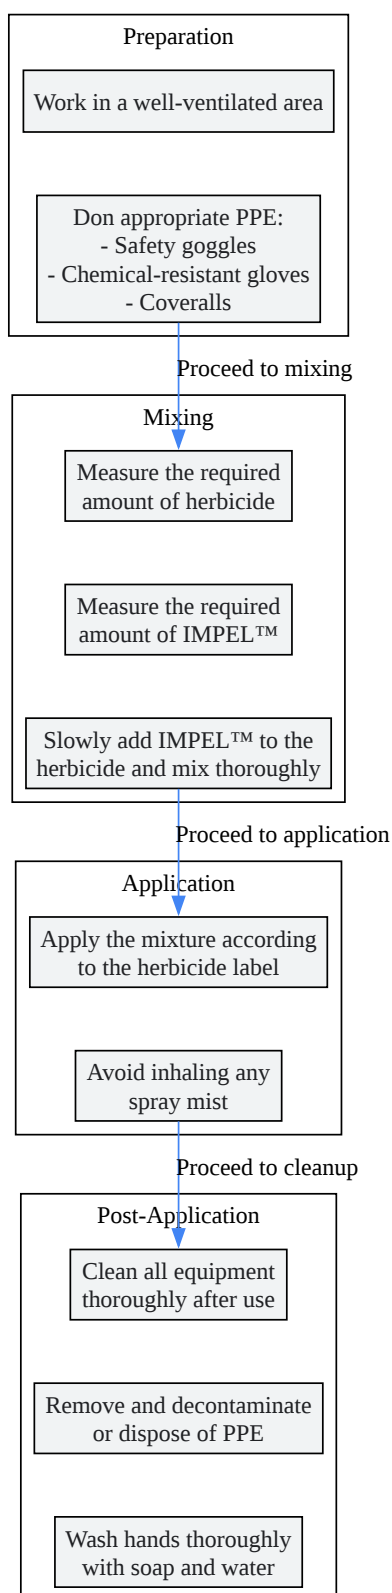 Preparation
Work in a well-ventilated area
Don appropriate PPE:
- Safety goggles
- Chemical-resistant gloves
- Coveralls
Proceed to mixing
Mixing
Measure the required
amount of herbicide
Measure the required
amount of IMPEL™
Slowly add IMPEL™ to the
herbicide and mix thoroughly
Proceed to application
Application
Apply the mixture according
to the herbicide label
Avoid inhaling any
spray mist
Proceed to cleanup
Post-Application
Clean all equipment
thoroughly after use
Remove and decontaminate
or dispose of PPE
Wash hands thoroughly
with soap and water